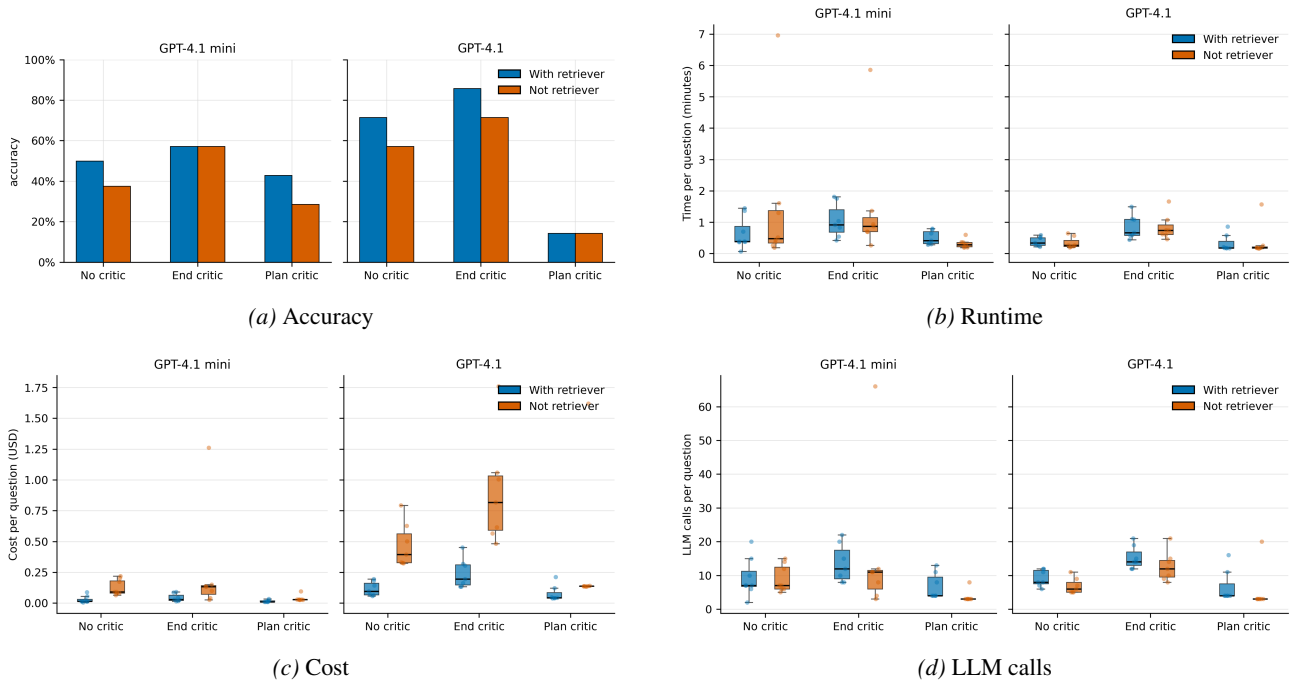 GPT-4.1 mini
GPT-4.1
100%
80%
60%
40%
20%
0%
accuracy
With retriever
Not retriever
No critic
End critic
Plan critic
No critic
End critic
Plan critic
(a) Accuracy
GPT-4.1 mini
GPT-4.1
7
6
5
4
3
2
1
0
Time per question (minutes)
With retriever
Not retriever
No critic
End critic
Plan critic
No critic
End critic
Plan critic
(b) Runtime
GPT-4.1 mini
GPT-4.1
1.75
1.50
1.25
1.00
0.75
0.50
0.25
0.00
Cost per question (USD)
With retriever
Not retriever
No critic
End critic
Plan critic
No critic
End critic
Plan critic
(c) Cost
GPT-4.1 mini
GPT-4.1
60
50
40
30
20
10
0
LLM calls per question
With retriever
Not retriever
No critic
End critic
Plan critic
No critic
End critic
Plan critic
(d) LLM calls